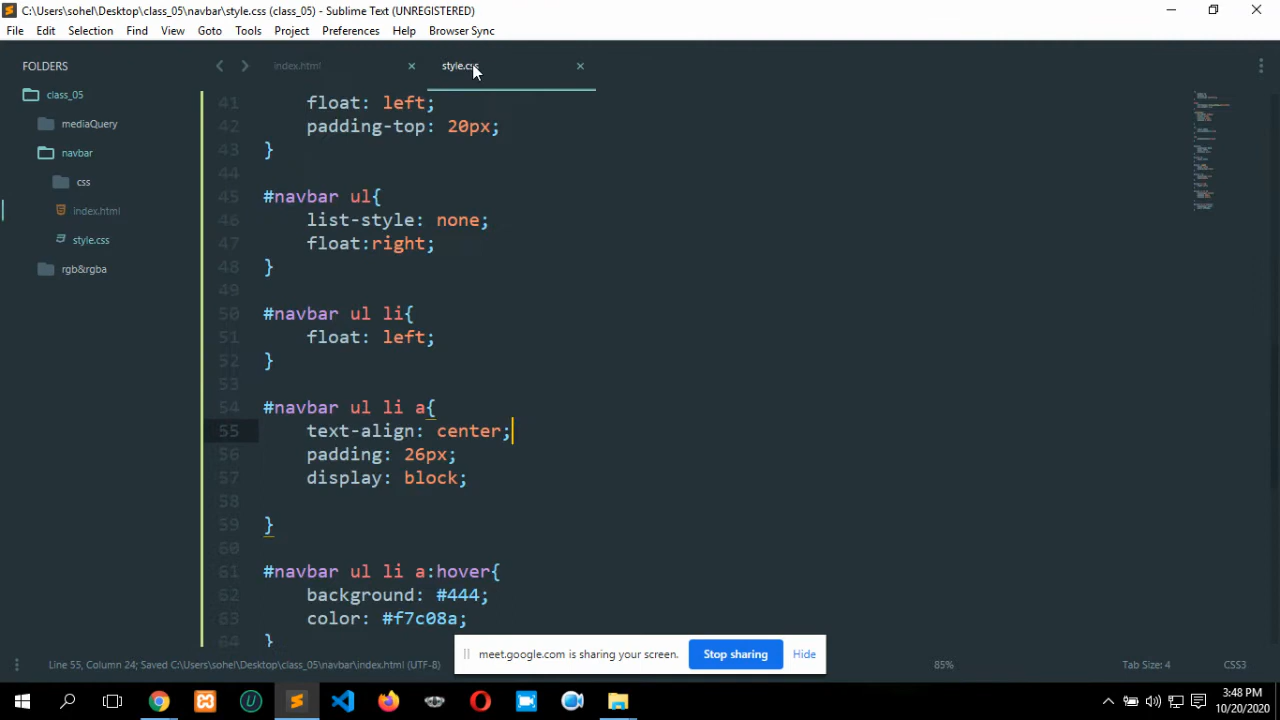 C:\Users\sohel\Desktop\class_05\navbar\style.css (class_05) - Sublime Text (UNREGISTERED)
File Edit Selection Find View Goto Tools Project Preferences Help Browser Sync
FOLDERS
class_05
mediaQuery
navbar
css
index.html
style.css
rgb&rgba
index.html
style.css
41 float: left;
42 padding-top: 20px;
43 }
44
45 #navbar ul{
46 list-style: none;
47 float:right;
48 }
49
50 #navbar ul li{
51 float: left;
52 }
53
54 #navbar ul li a{
55 text-align: center;
56 padding: 26px;
57 display: block;
58
59 }
60
61 #navbar ul li a:hover{
62 background: #444;
63 color: #f7c08a;
64 }
meet.google.com is sharing your screen. Stop sharing Hide
Line 55, Column 24; Saved C:\Users\sohel\Desktop\class_05\navbar\index.html (UTF-8) 85% Tab Size: 4 CSS3
3:48 PM
10/20/2020